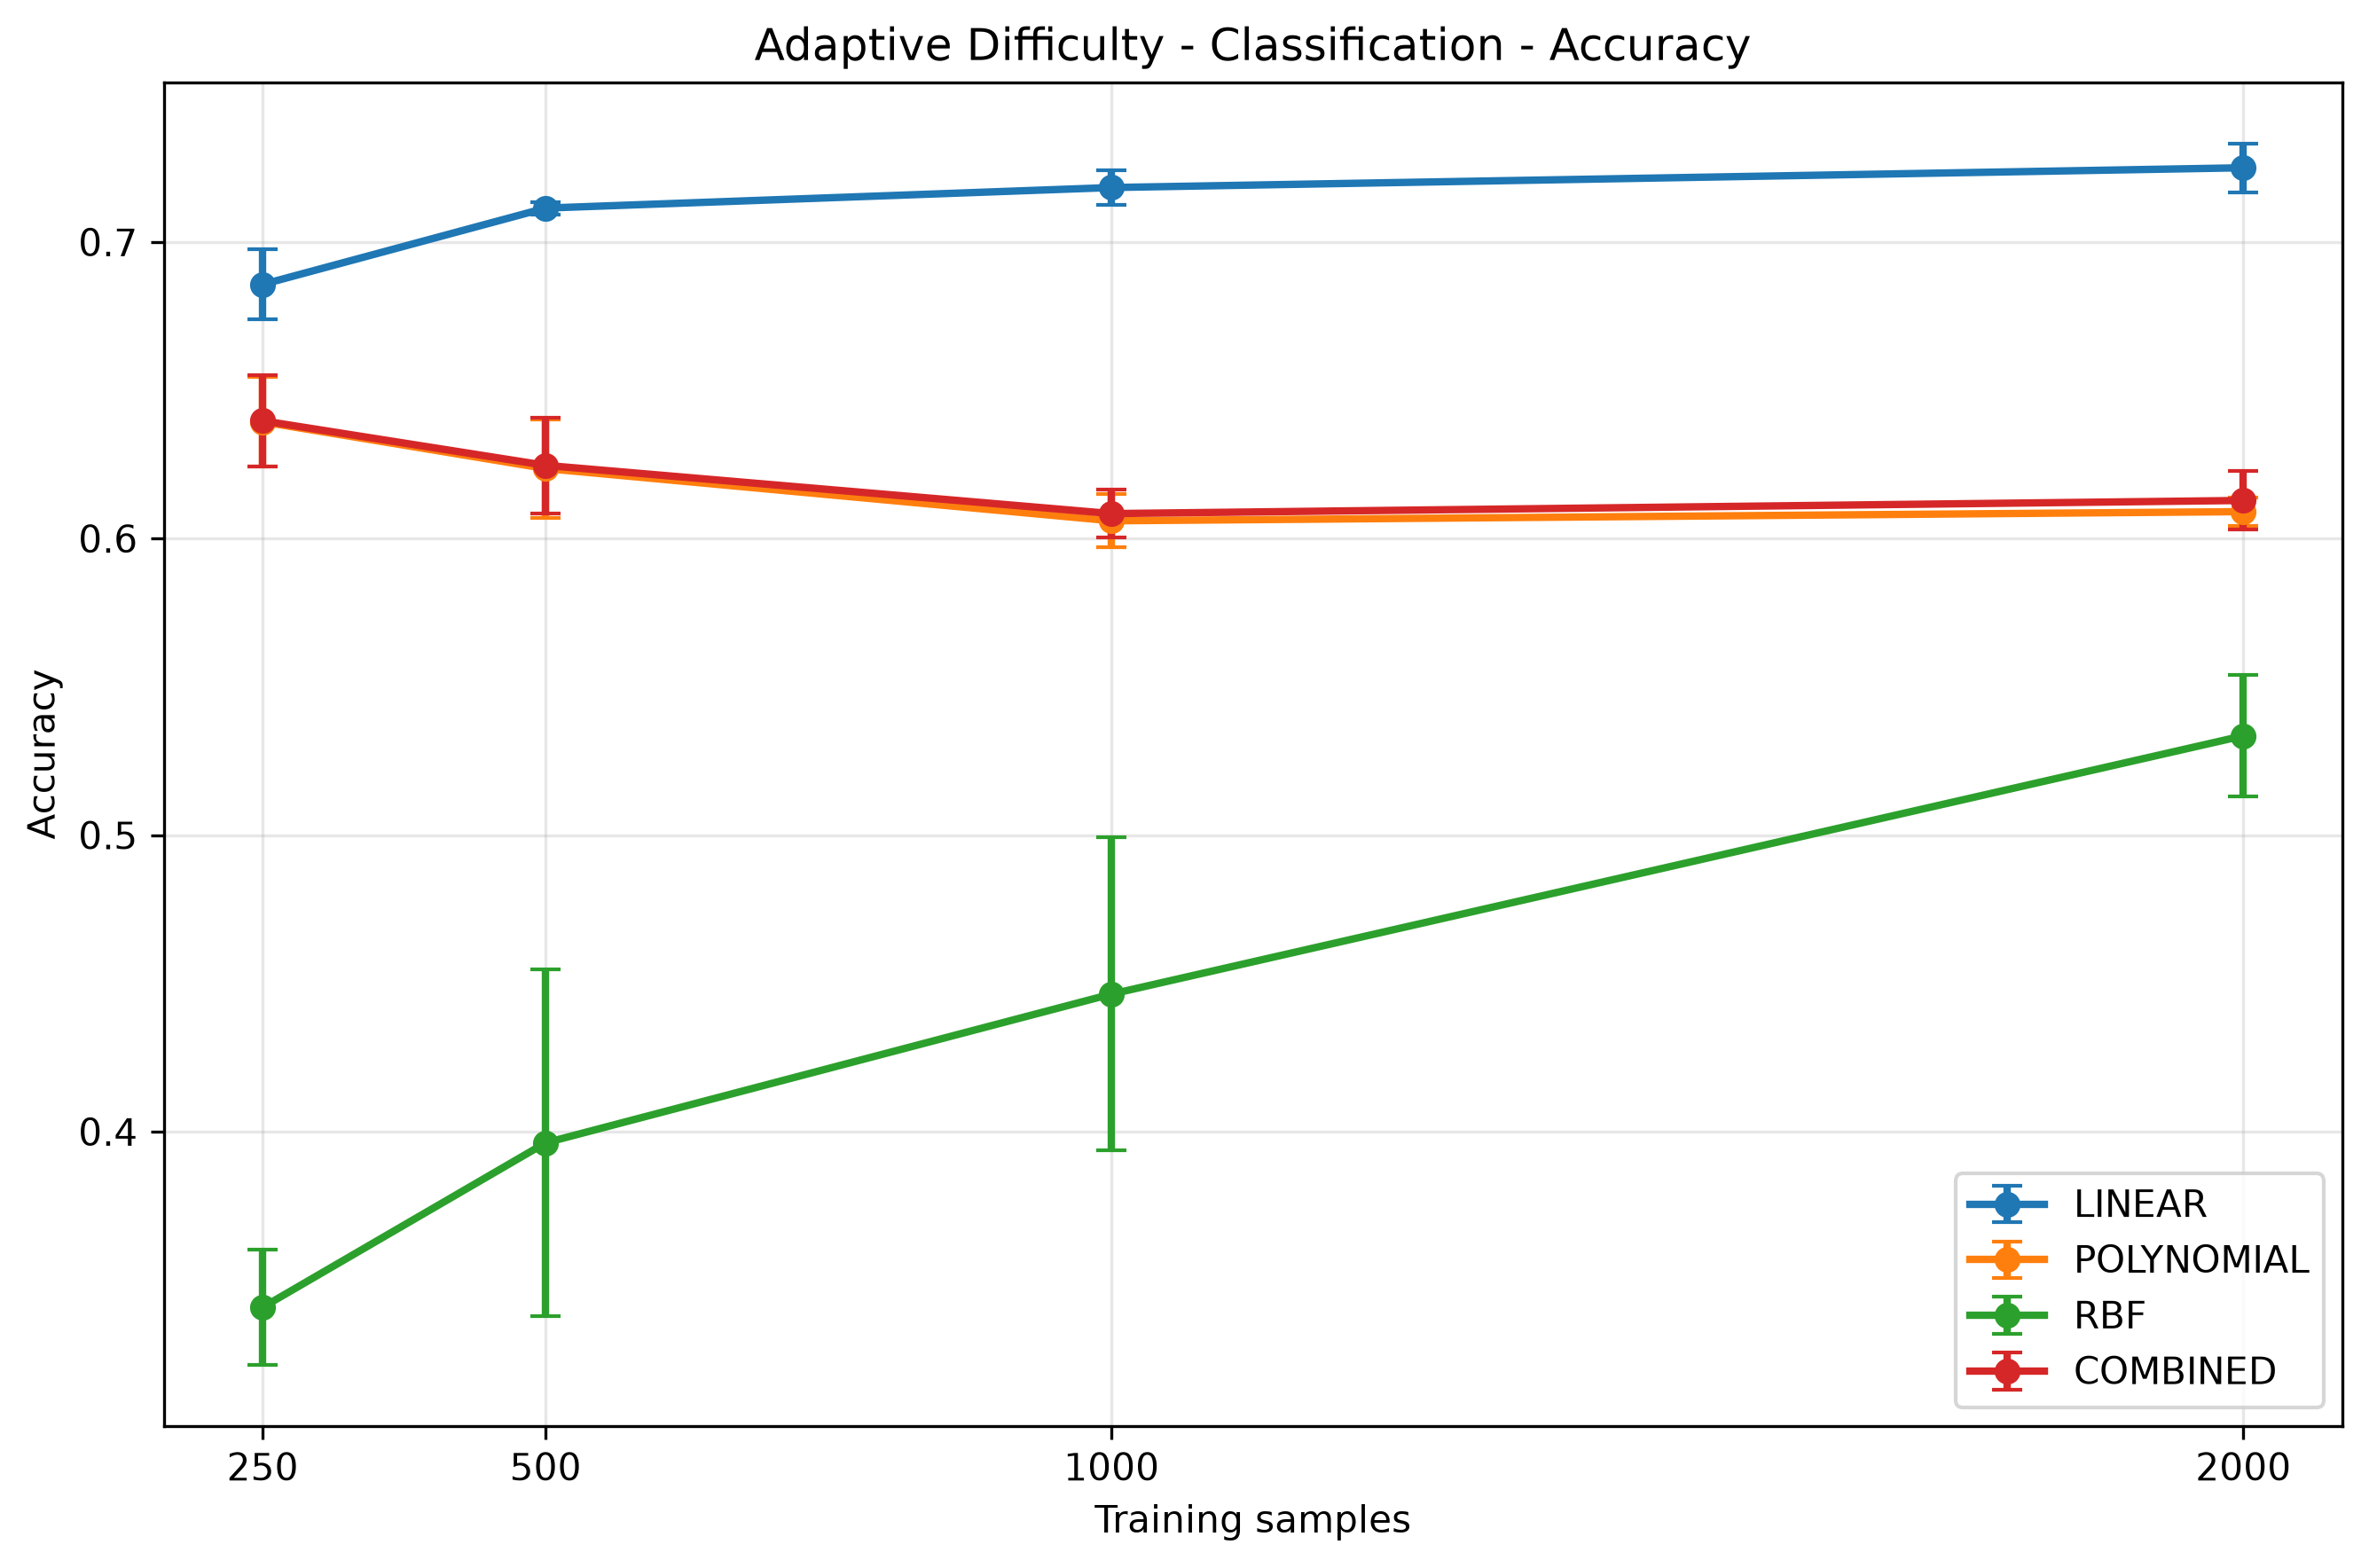 Adaptive Difficulty - Classification - Accuracy
Accuracy
0.7
0.6
0.5
0.4
250
500
1000
2000
Training samples
LINEAR
POLYNOMIAL
RBF
COMBINED